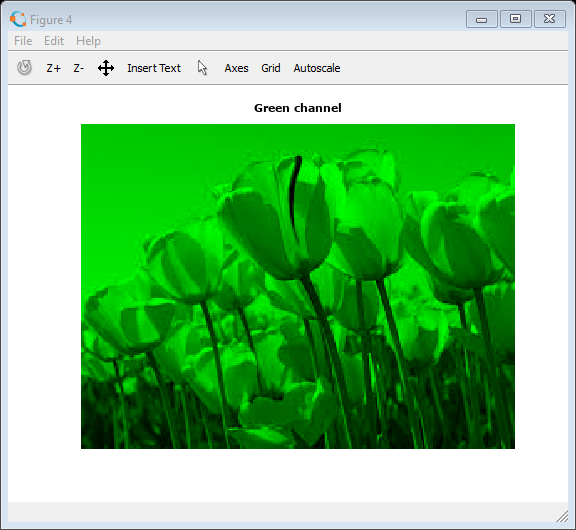 Figure 4
File Edit Help
Z+ Z- Insert Text Axes Grid Autoscale
Green channel